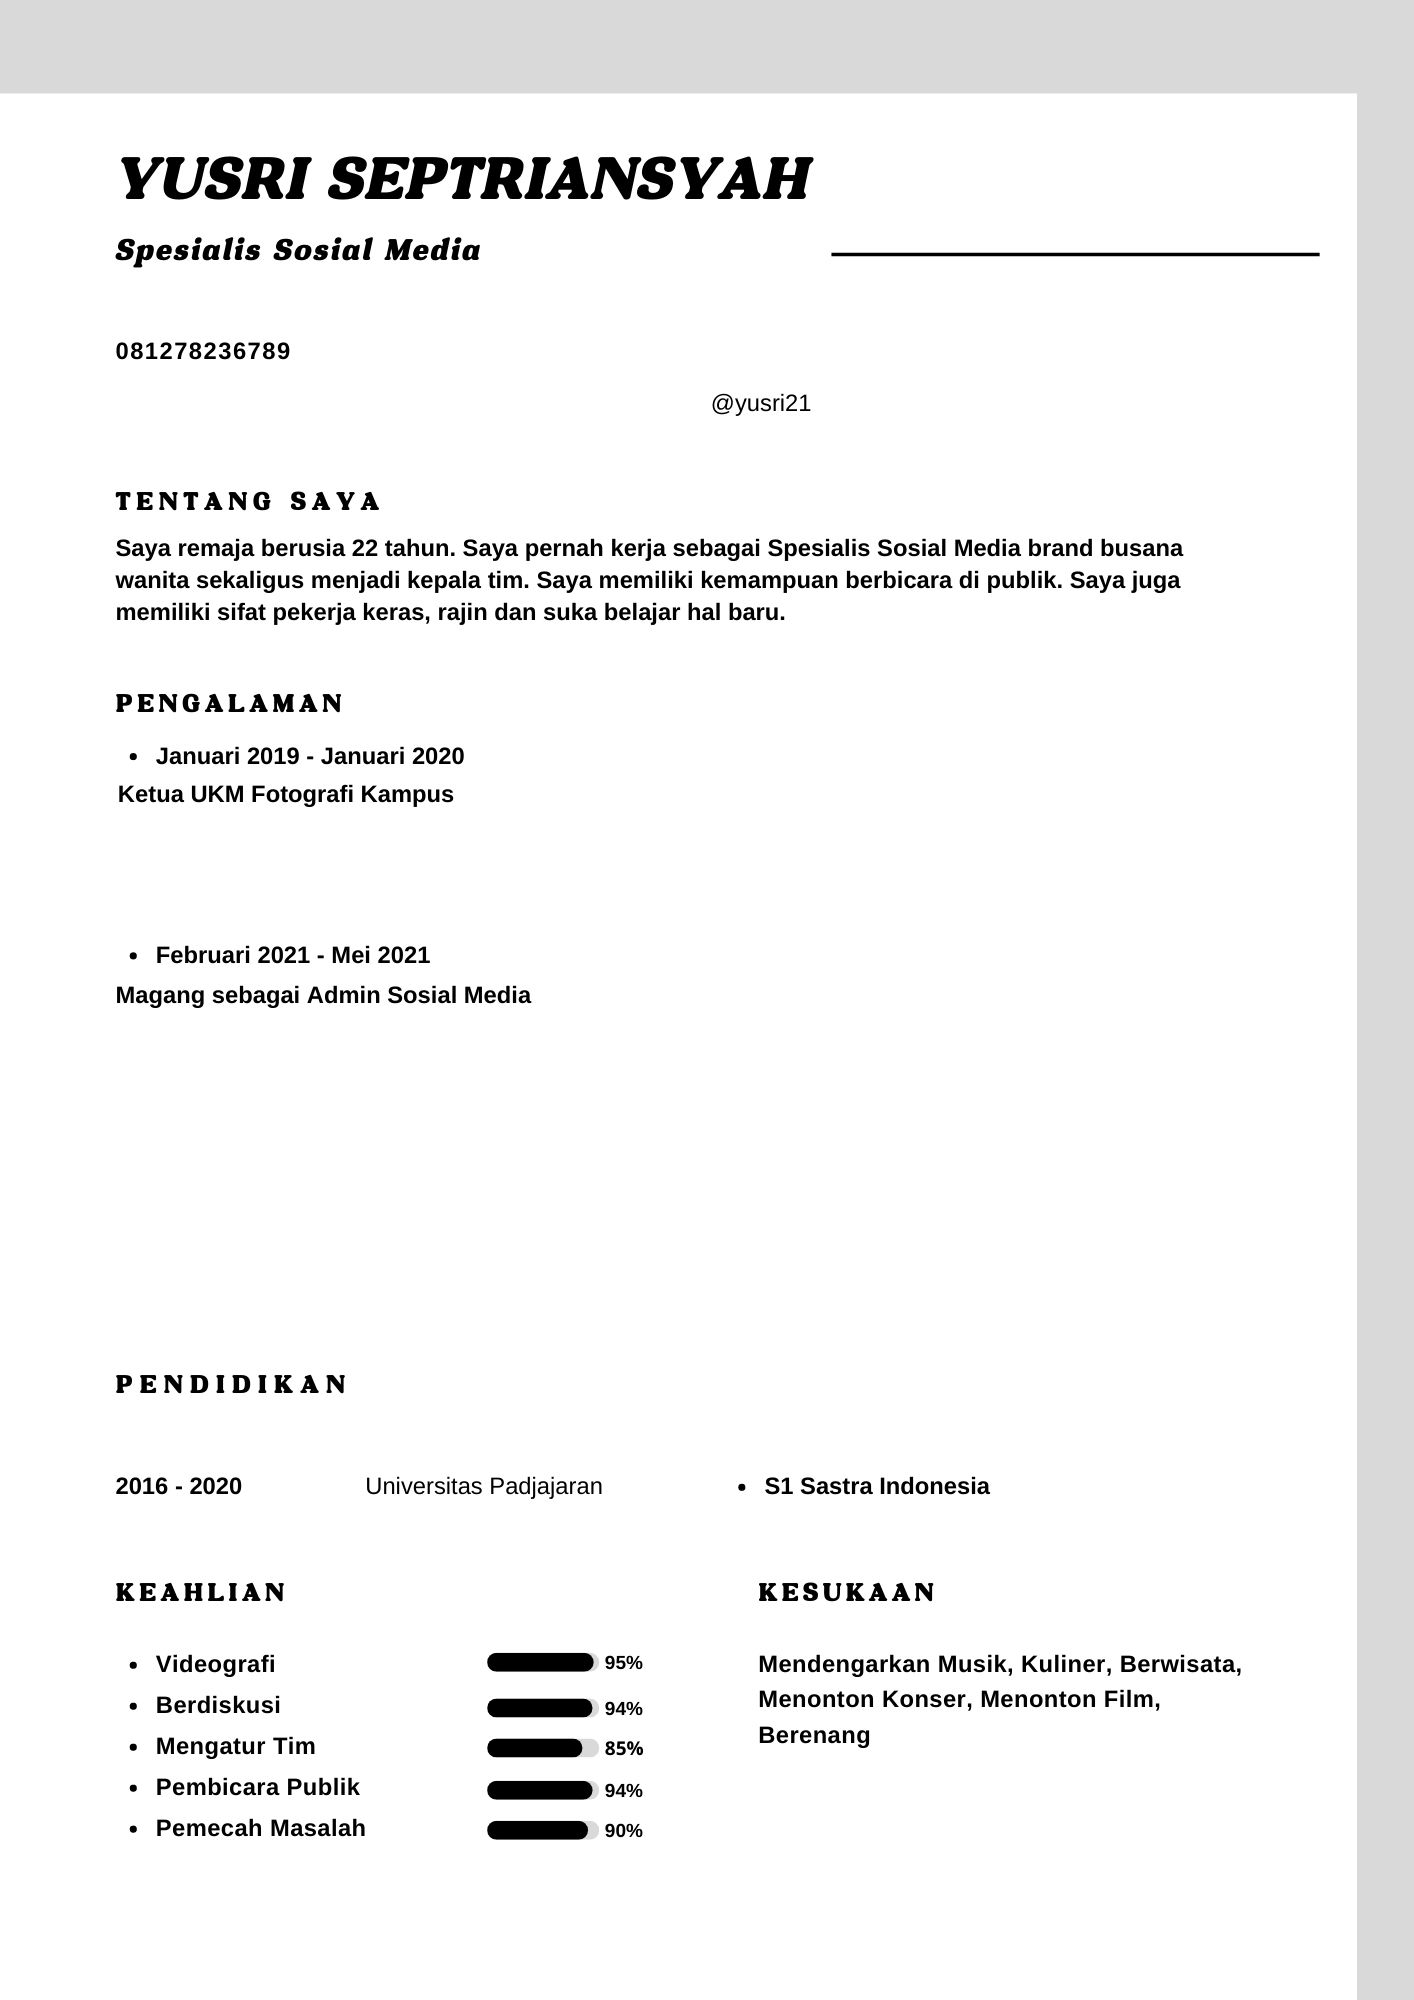 YUSRI SEPTRIANSYAH
Spesialis Sosial Media
081278236789
@yusri21
TENTANG SAYA
Saya remaja berusia 22 tahun. Saya pernah kerja sebagai Spesialis Sosial Media brand busana
wanita sekaligus menjadi kepala tim. Saya memiliki kemampuan berbicara di publik. Saya juga
memiliki sifat pekerja keras, rajin dan suka belajar hal baru.
PENGALAMAN
• Januari 2019 - Januari 2020
Ketua UKM Fotografi Kampus
• Februari 2021 - Mei 2021
Magang sebagai Admin Sosial Media
PENDIDIKAN
2016 - 2020 Universitas Padjajaran • S1 Sastra Indonesia
KEAHLIAN
• Videografi 95%
• Berdiskusi 94%
• Mengatur Tim 85%
• Pembicara Publik 94%
• Pemecah Masalah 90%
KESUKAAN
Mendengarkan Musik, Kuliner, Berwisata,
Menonton Konser, Menonton Film,
Berenang